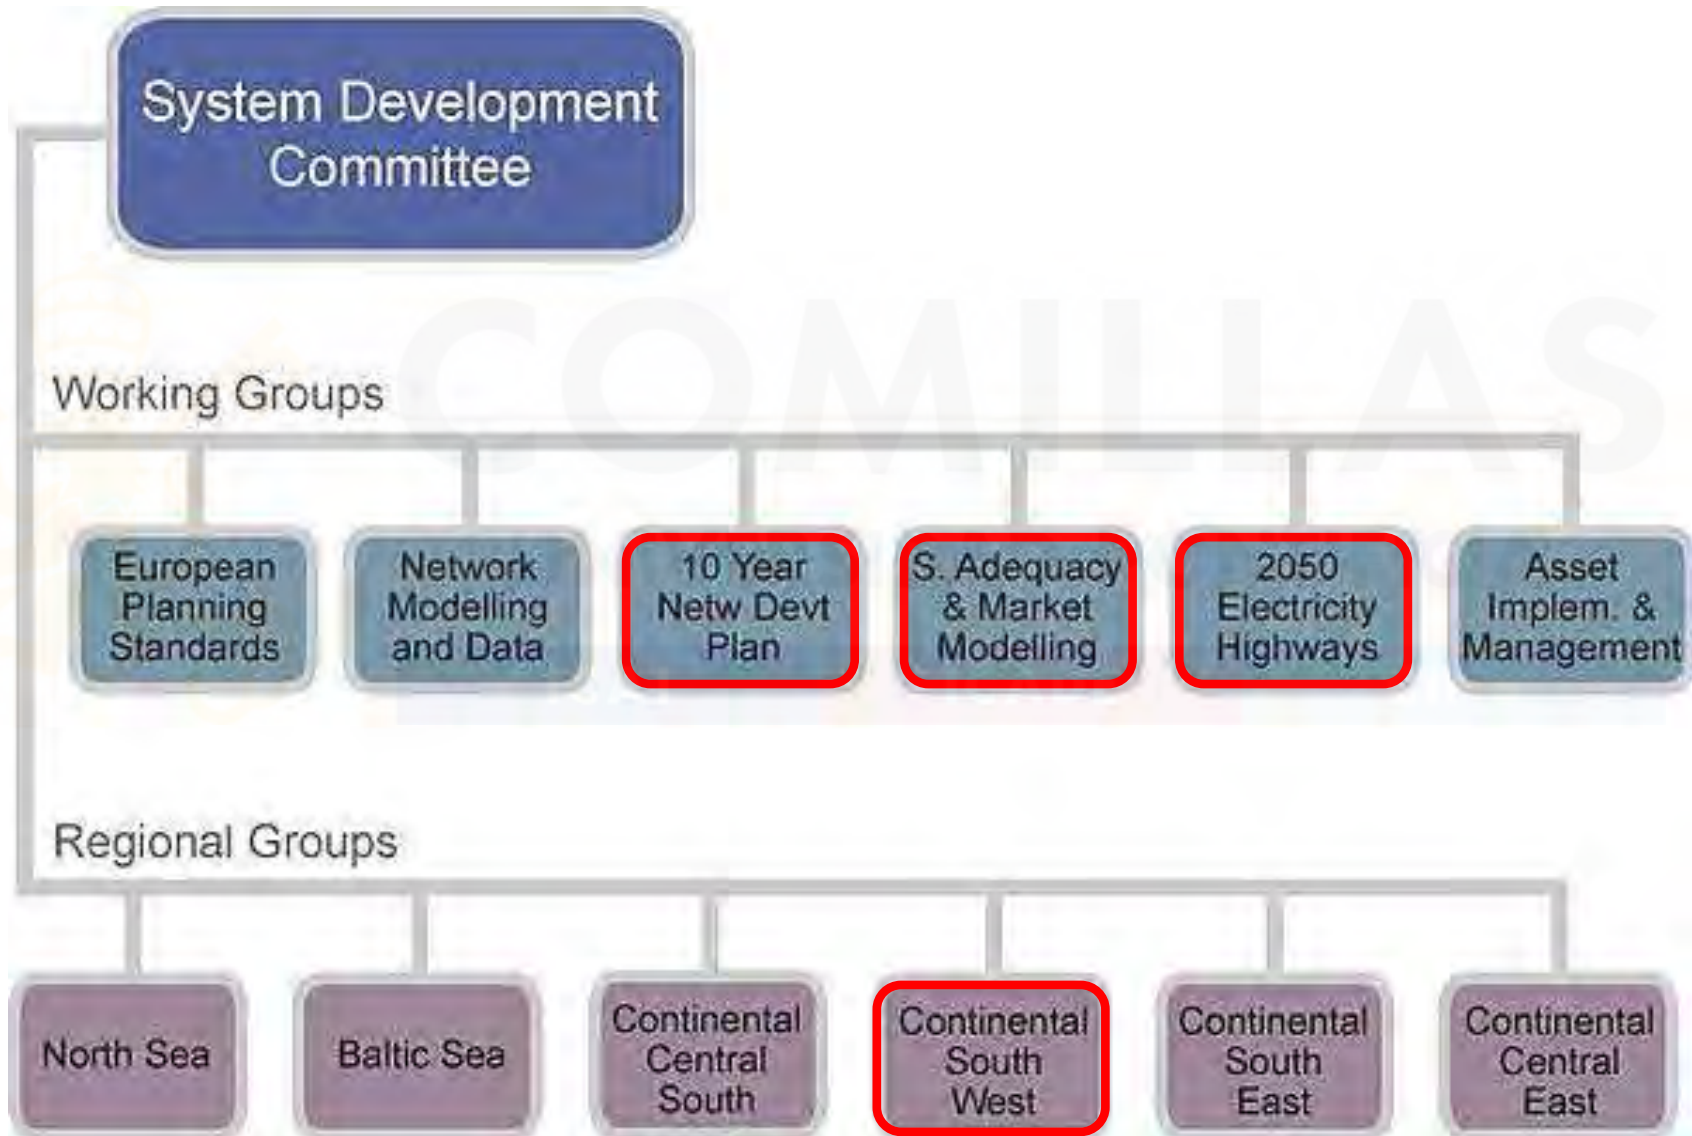 System Development
Committee
COMILLAS
Working Groups
European
Planning
Standards
Network
Modelling
and Data
10 Year
Netw Devt
Plan
S. Adequacy
& Market
Modelling
2050
Electricity
Highways
Asset
Implem. &
Management
Regional Groups
North Sea
Baltic Sea
Continental
Central
South
Continental
South
West
Continental
South
East
Continental
Central
East